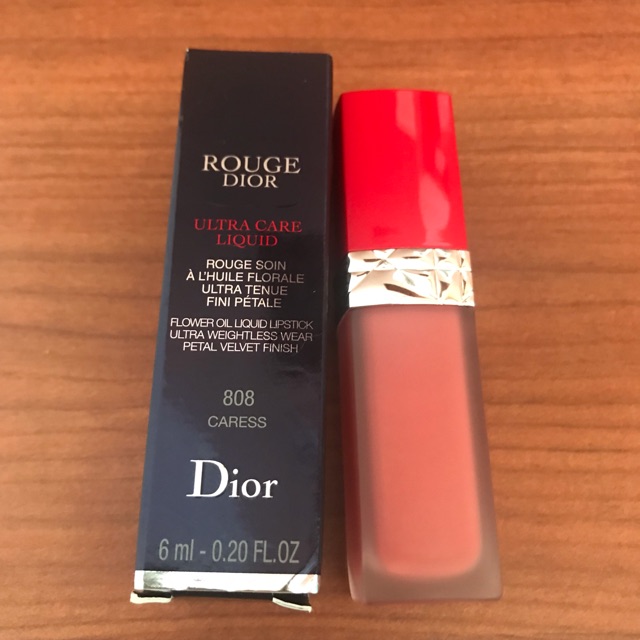 ROUGE
DIOR
ULTRA CARE
LIQUID
ROUGE SOIN
À L'HUILE FLORALE
ULTRA TENUE
FINI PÉTALE
FLOWER OIL LIQUID LIPSTICK
ULTRA WEIGHTLESS WEAR
PETAL VELVET FINISH
808
CARESS
Dior
6 ml - 0.20 FL.OZ